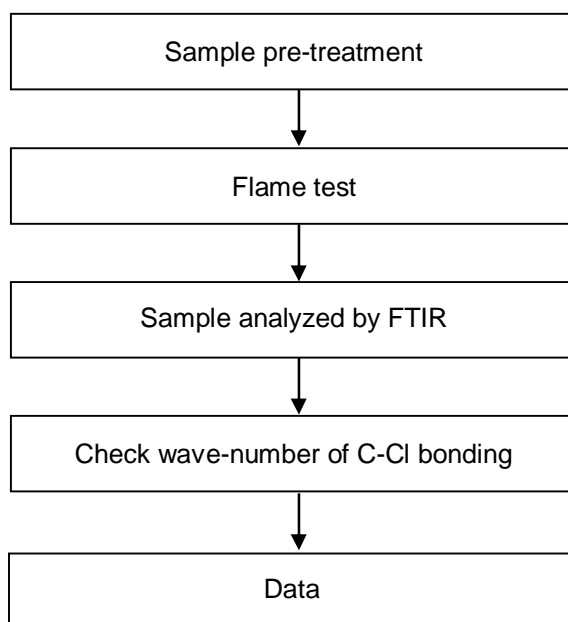 Sample pre-treatment
Flame test
Sample analyzed by FTIR
Check wave-number of C-Cl bonding
Data